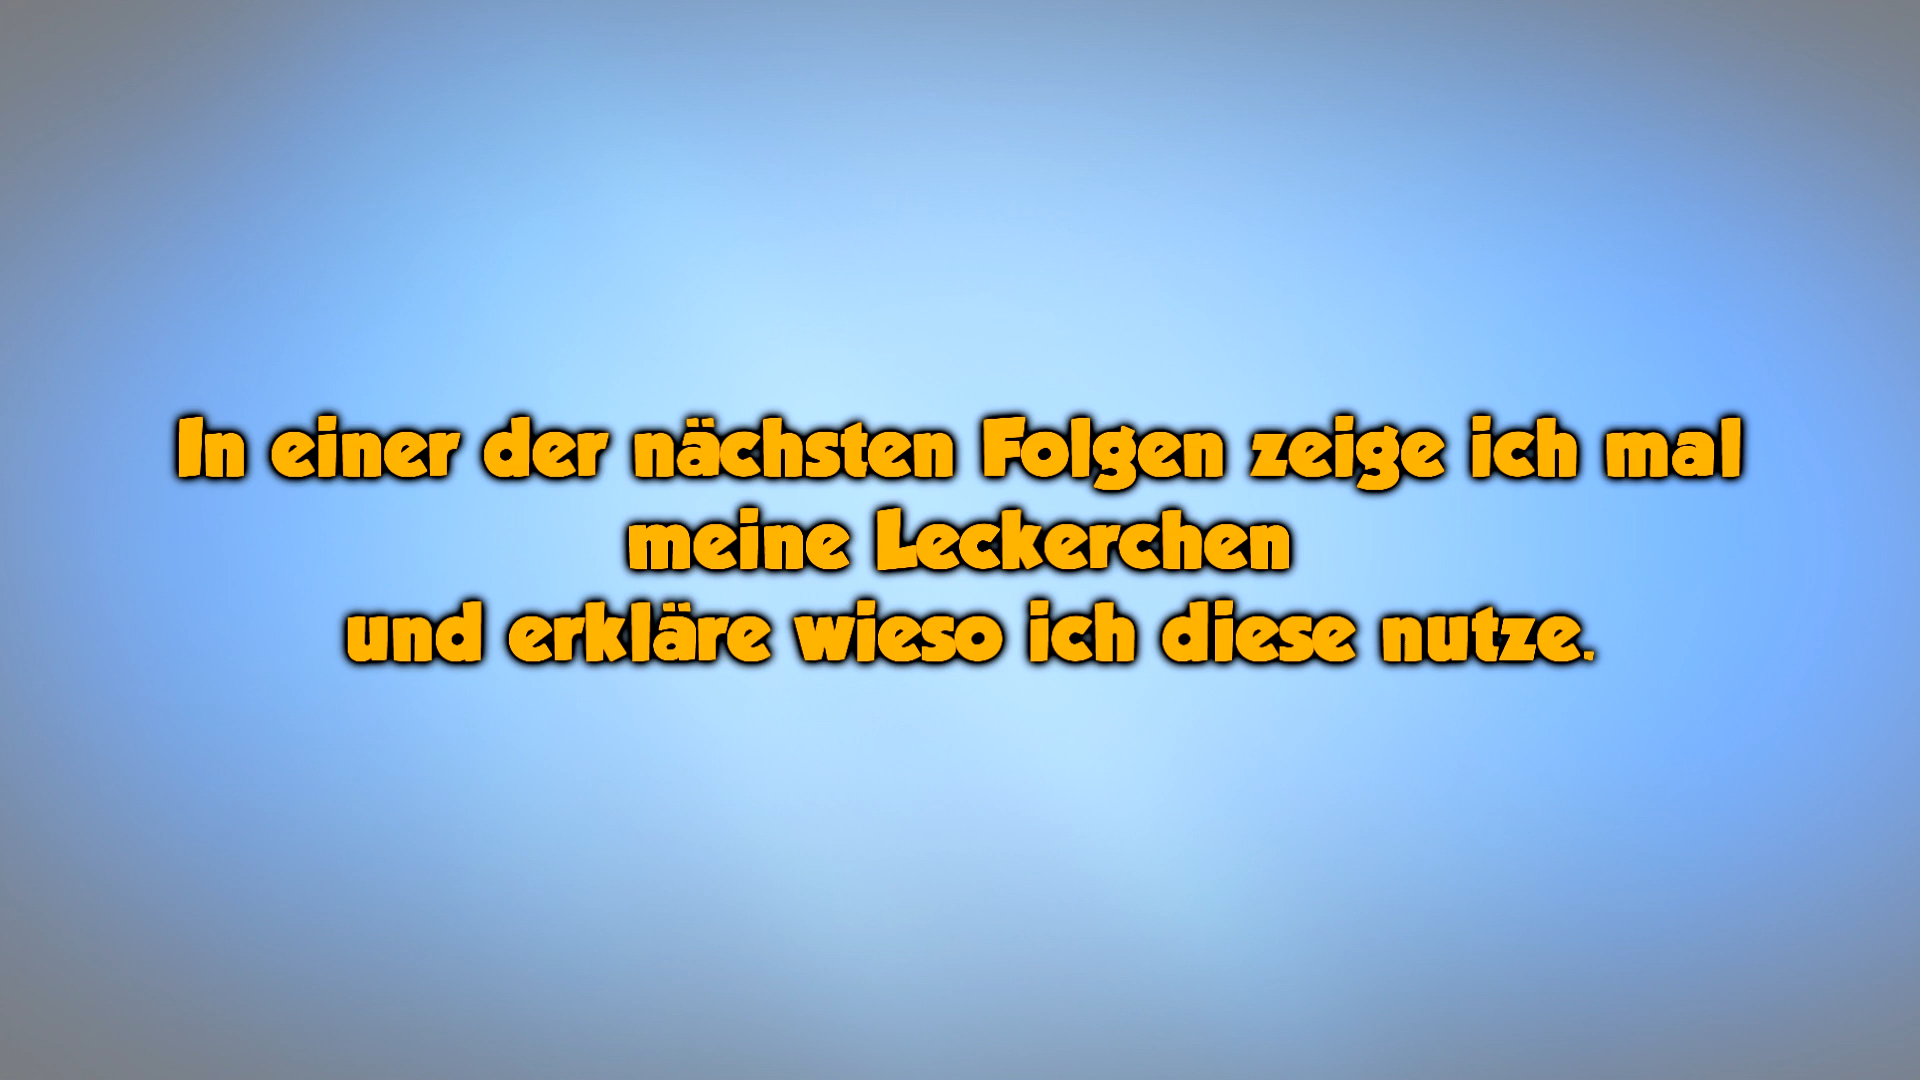 In einer der nächsten Folgen zeige ich mal
meine Leckerchen
und erkläre wieso ich diese nutze.